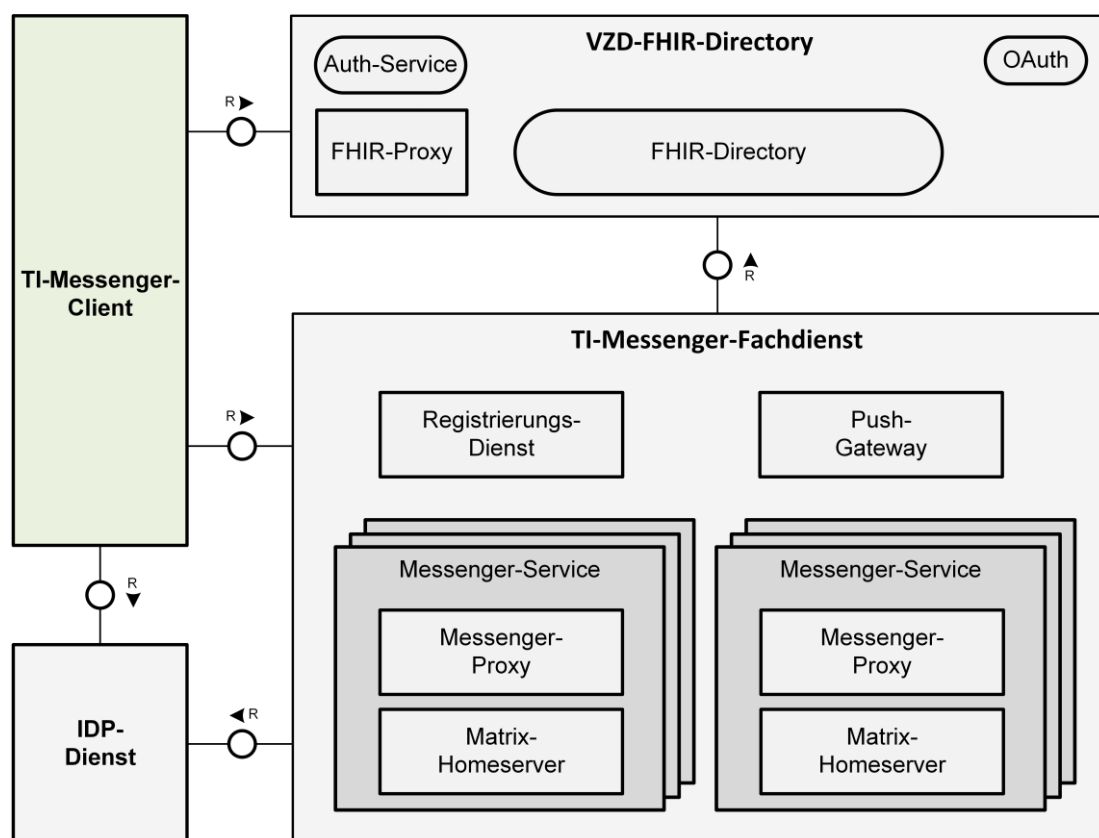 VZD-FHIR-Directory
Auth-Service
OAuth
R
FHIR-Proxy
FHIR-Directory
TI-Messenger-
Client
R
TI-Messenger-Fachdienst
R
Registrierungs-
Dienst
Push-
Gateway
Messenger-Service
Messenger-Service
R
Messenger-
Proxy
Messenger-
Proxy
IDP-
Dienst
R
Matrix-
Homeserver
Matrix-
Homeserver